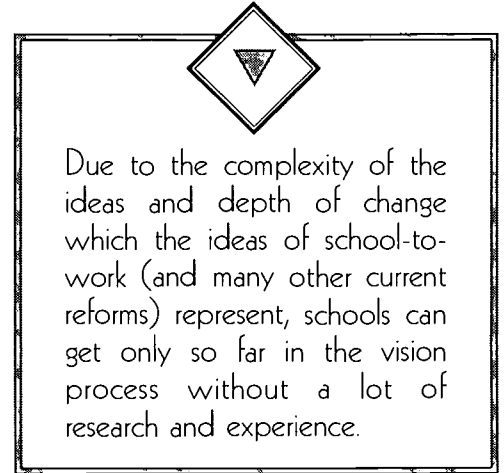 Due to the complexity of the
ideas and depth of change
which the ideas of school-to-
work (and many other current
reforms) represent, schools can
get only so far in the vision
process without a lot of
research and experience.